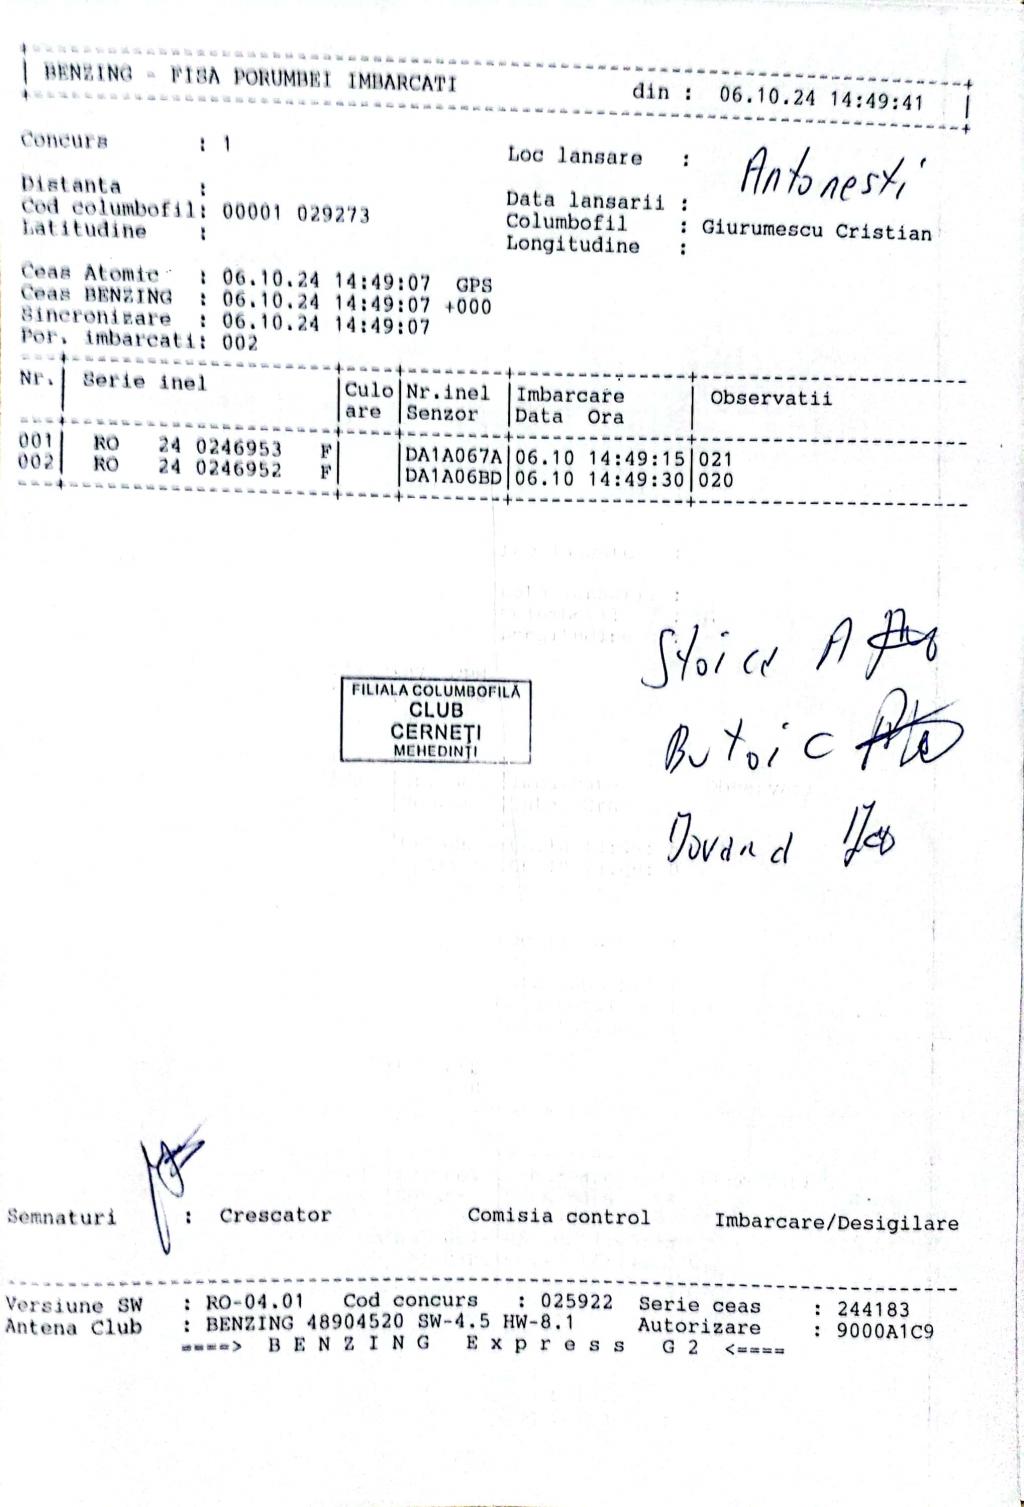 BENZING - FISA PORUMBEI IMBARCATI din : 06.10.24 14:49:41
Concurs : 1 Loc lansare : Antonesti
Distanta : Data lansarii :
Cod columbofil: 00001 029273 Columbofil : Giurumescu Cristian
Latitudine : Longitudine :
Ceas Atomic : 06.10.24 14:49:07 GPS
Ceas BENZING : 06.10.24 14:49:07 +000
Sincronizare : 06.10.24 14:49:07
Por. imbarcati: 002
Nr. Serie inel Culo Nr.inel Imbarcare Observatii
are Senzor Data Ora
001 RO 24 0246953 F DA1A067A 06.10 14:49:15 021
002 RO 24 0246952 F DA1A06BD 06.10 14:49:30 020
Stoica A
FILIALA COLUMBOFILĂ
CLUB
CERNEŢI
MEHEDINŢI
Butoi C
Semnaturi : Crescator Comisia control Imbarcare/Desigilare
Versiune SW : RO-04.01 Cod concurs : 025922 Serie ceas : 244183
Antena Club : BENZING 48904520 SW-4.5 HW-8.1 Autorizare : 9000A1C9
====> B E N Z I N G E x p r e s s G 2 <====